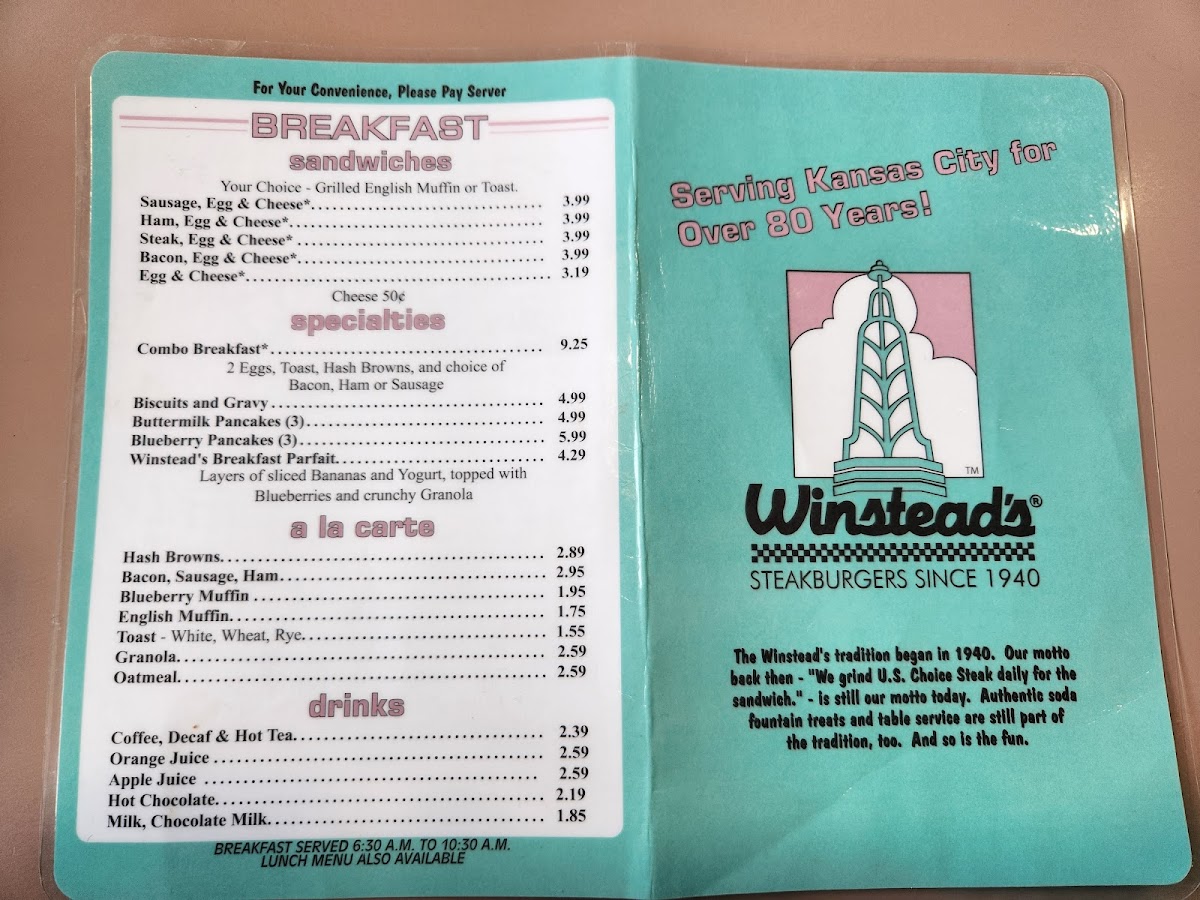 For Your Convenience, Please Pay Server
BREAKFAST
sandwiches
Your Choice - Grilled English Muffin or Toast.
Sausage, Egg & Cheese* 3.99
Ham, Egg & Cheese* 3.99
Steak, Egg & Cheese* 3.99
Bacon, Egg & Cheese* 3.99
Egg & Cheese* 3.19
Cheese 50¢
specialties
Combo Breakfast* 9.25
2 Eggs, Toast, Hash Browns, and choice of
Bacon, Ham or Sausage
Biscuits and Gravy 4.99
Buttermilk Pancakes (3) 4.99
Blueberry Pancakes (3) 5.99
Winstead's Breakfast Parfait 4.29
Layers of sliced Bananas and Yogurt, topped with
Blueberries and crunchy Granola
a la carte
Hash Browns 2.89
Bacon, Sausage, Ham 2.95
Blueberry Muffin 1.95
English Muffin 1.75
Toast - White, Wheat, Rye 1.55
Granola 2.59
Oatmeal 2.59
drinks
Coffee, Decaf & Hot Tea 2.39
Orange Juice 2.59
Apple Juice 2.59
Hot Chocolate 2.19
Milk, Chocolate Milk 1.85
BREAKFAST SERVED 6:30 A.M. TO 10:30 A.M.
LUNCH MENU ALSO AVAILABLE
Serving Kansas City for
Over 80 Years!
TM
Winstead's®
STEAKBURGERS SINCE 1940
The Winstead's tradition began in 1940. Our motto
back then - "We grind U.S. Choice Steak daily for the
sandwich." - is still our motto today. Authentic soda
fountain treats and table service are still part of
the tradition, too. And so is the fun.